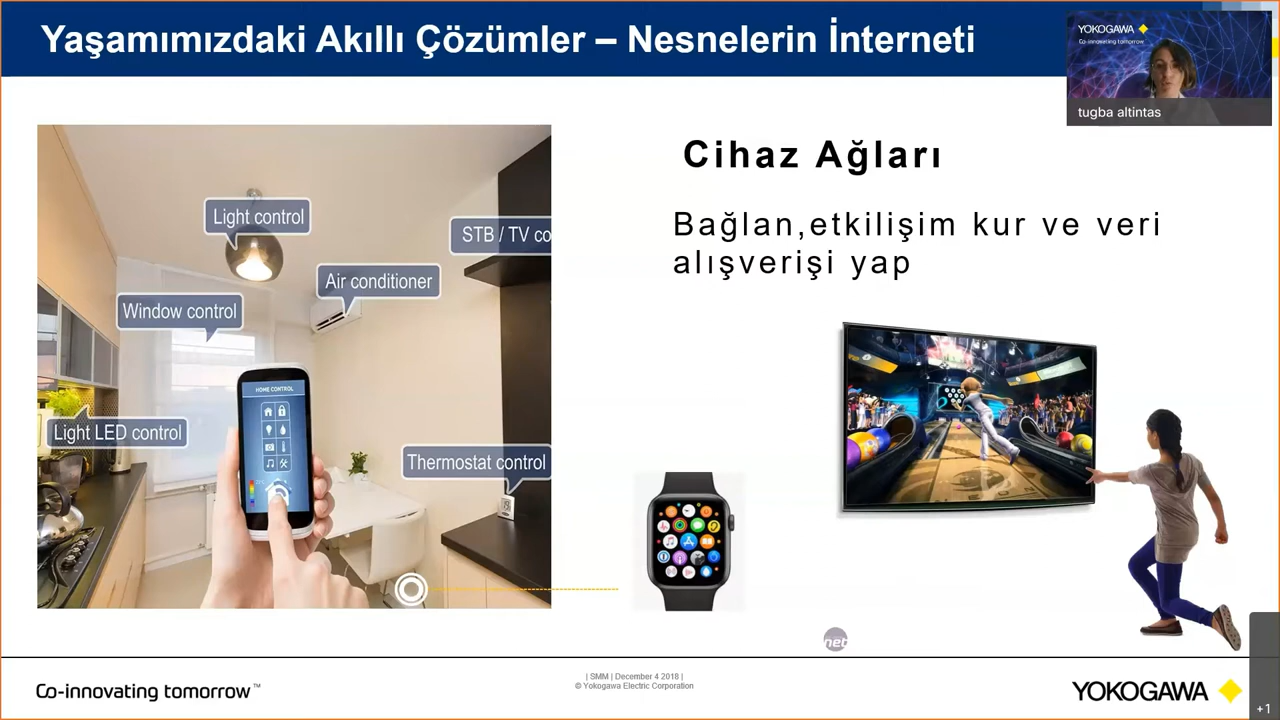 Yaşamımızdaki Akıllı Çözümler – Nesnelerin İnterneti
YOKOGAWA
Co-innovating tomorrow
tugba altintas
Cihaz Ağları
Bağlan,etkilişim kur ve veri
alışverişi yap
Light control
STB / TV co
Air conditioner
Window control
HOME CONTROL
Light LED control
Thermostat control
net
Co-innovating tomorrow™
| SMM | December 4 2018 |
© Yokogawa Electric Corporation
YOKOGAWA
+1